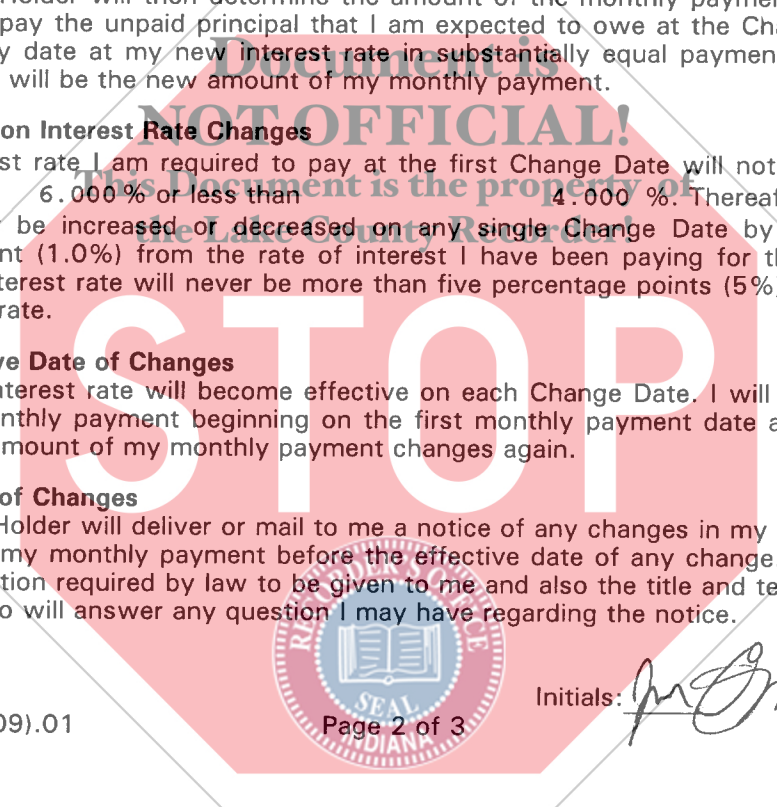 Holder will then determine the amount of the monthly paym
pay the unpaid principal that I am expected to owe at the Cha
y date at my new interest rate in substantially equal paymen
will be the new amount of my monthly payment.
Document is
NOT OFFICIAL!
This Document is the property of
the Lake County Recorder!
on Interest Rate Changes
st rate I am required to pay at the first Change Date will not
6.000 % or less than 4.000 %. Thereaf
be increased or decreased on any single Change Date by
nt (1.0%) from the rate of interest I have been paying for t
terest rate will never be more than five percentage points (5%
rate.
STOP
ve Date of Changes
nterest rate will become effective on each Change Date. I will
nthly payment beginning on the first monthly payment date a
mount of my monthly payment changes again.
of Changes
Holder will deliver or mail to me a notice of any changes in my
my monthly payment before the effective date of any change.
tion required by law to be given to me and also the title and te
o will answer any question I may have regarding the notice.
SEAL
INDIANA
Initials:
09).01
Page 2 of 3